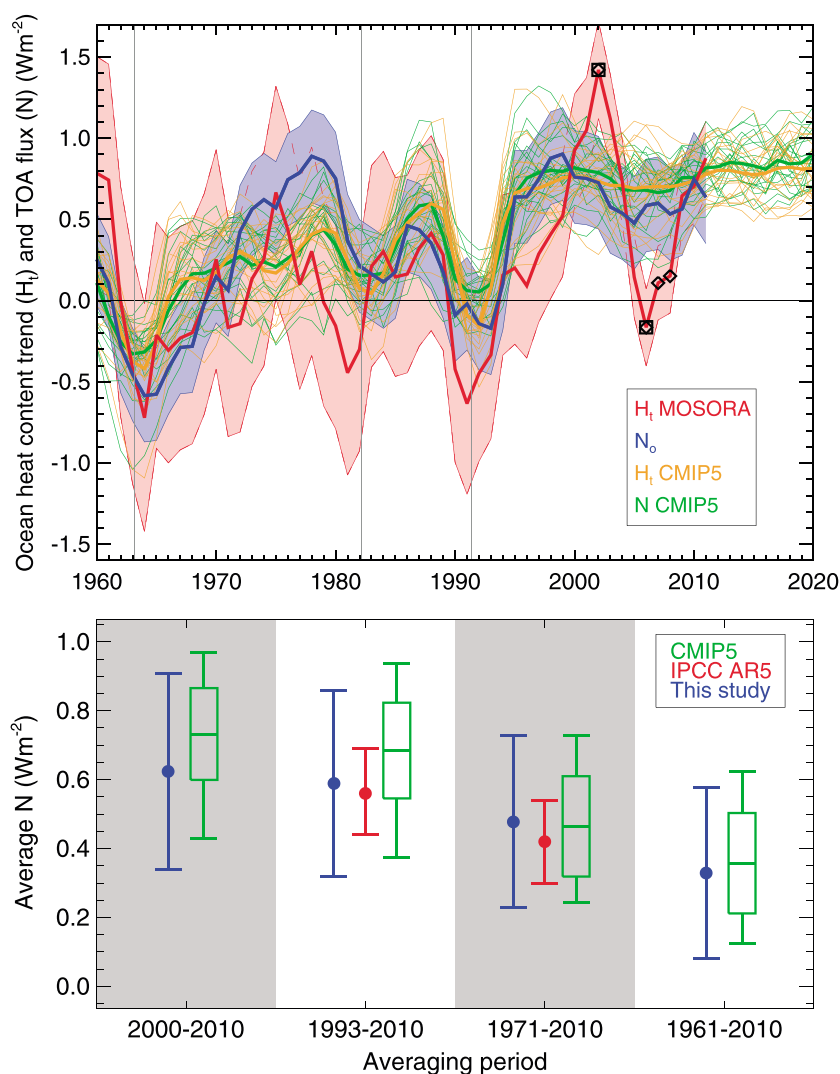 Ocean heat content trend (Hₜ) and TOA flux (N) (Wm⁻²)
1.5
1.0
0.5
0.0
-0.5
-1.0
-1.5
1960 1970 1980 1990 2000 2010 2020
Hₜ MOSORA
Nₒ
Hₜ CMIP5
N CMIP5
Average N (Wm⁻²)
1.0
0.8
0.6
0.4
0.2
0.0
CMIP5
IPCC AR5
This study
2000-2010 1993-2010 1971-2010 1961-2010
Averaging period